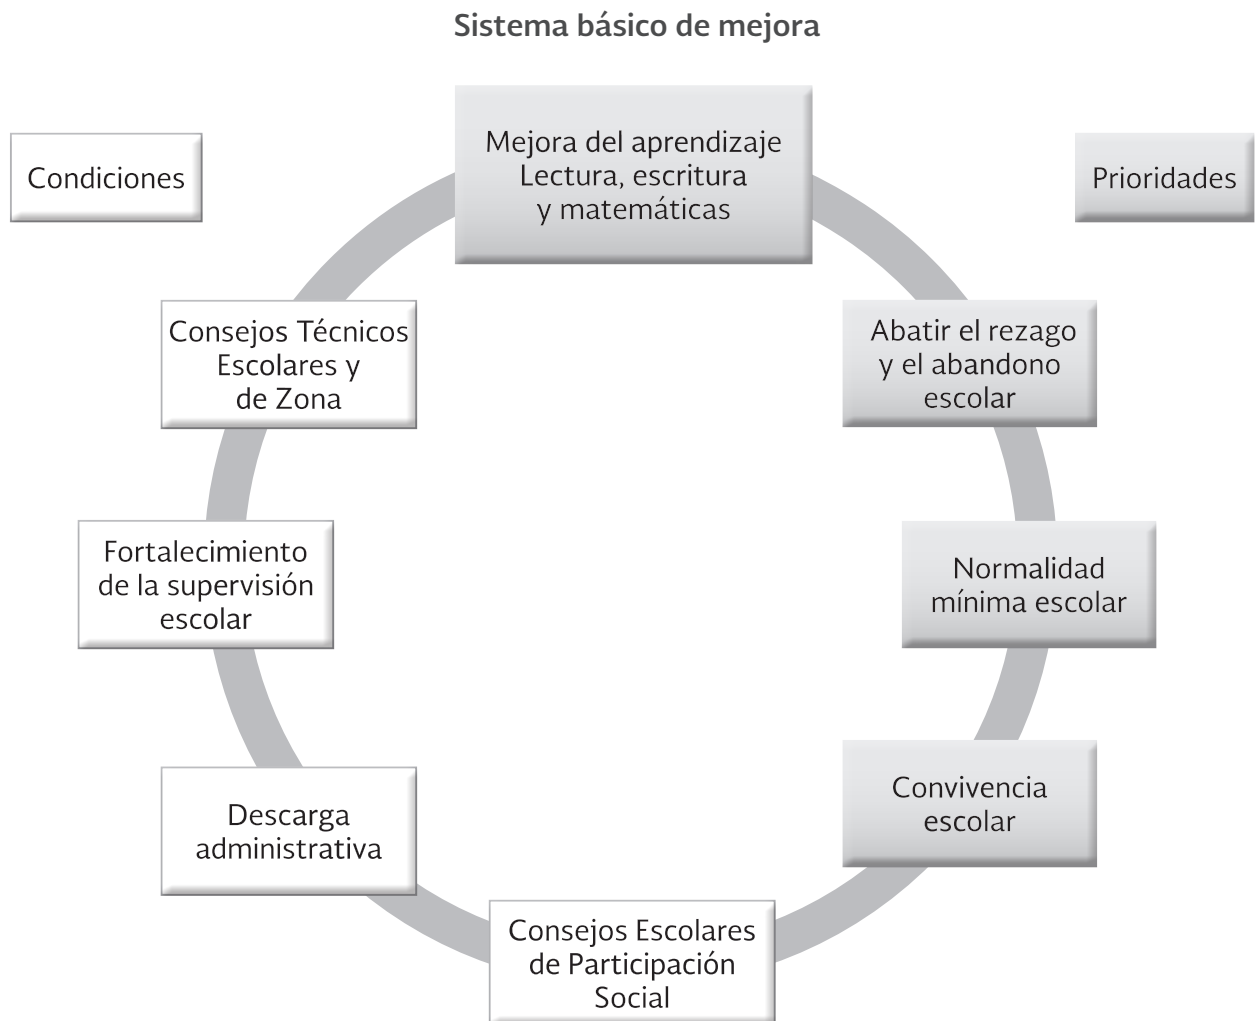 Sistema básico de mejora
Condiciones
Mejora del aprendizaje
Lectura, escritura
y matemáticas
Prioridades
Consejos Técnicos
Escolares y
de Zona
Abatir el rezago
y el abandono
escolar
Fortalecimiento
de la supervisión
escolar
Normalidad
mínima escolar
Descarga
administrativa
Convivencia
escolar
Consejos Escolares
de Participación
Social